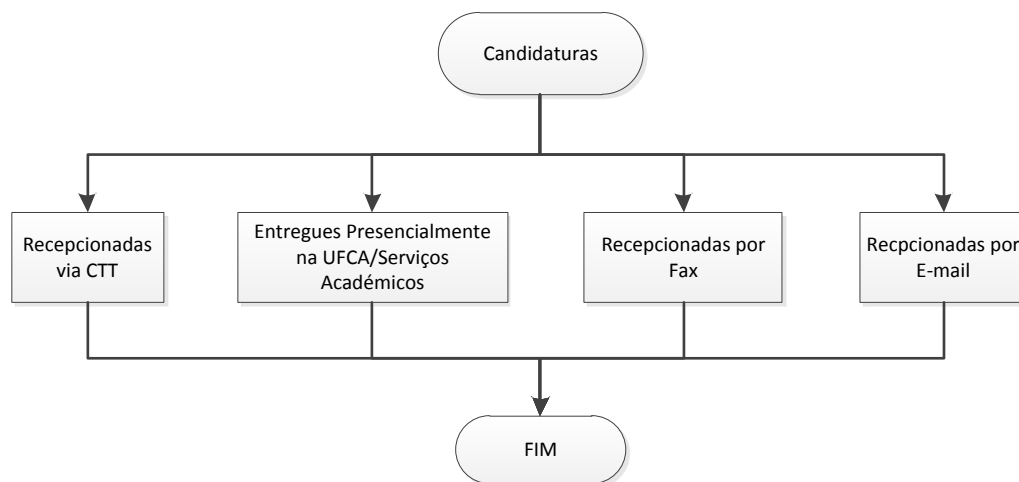 Candidaturas
Recepcionadas
via CTT
Entregues Presencialmente
na UFCA/Serviços
Académicos
Recepcionadas por
Fax
Recpcionadas por
E-mail
FIM